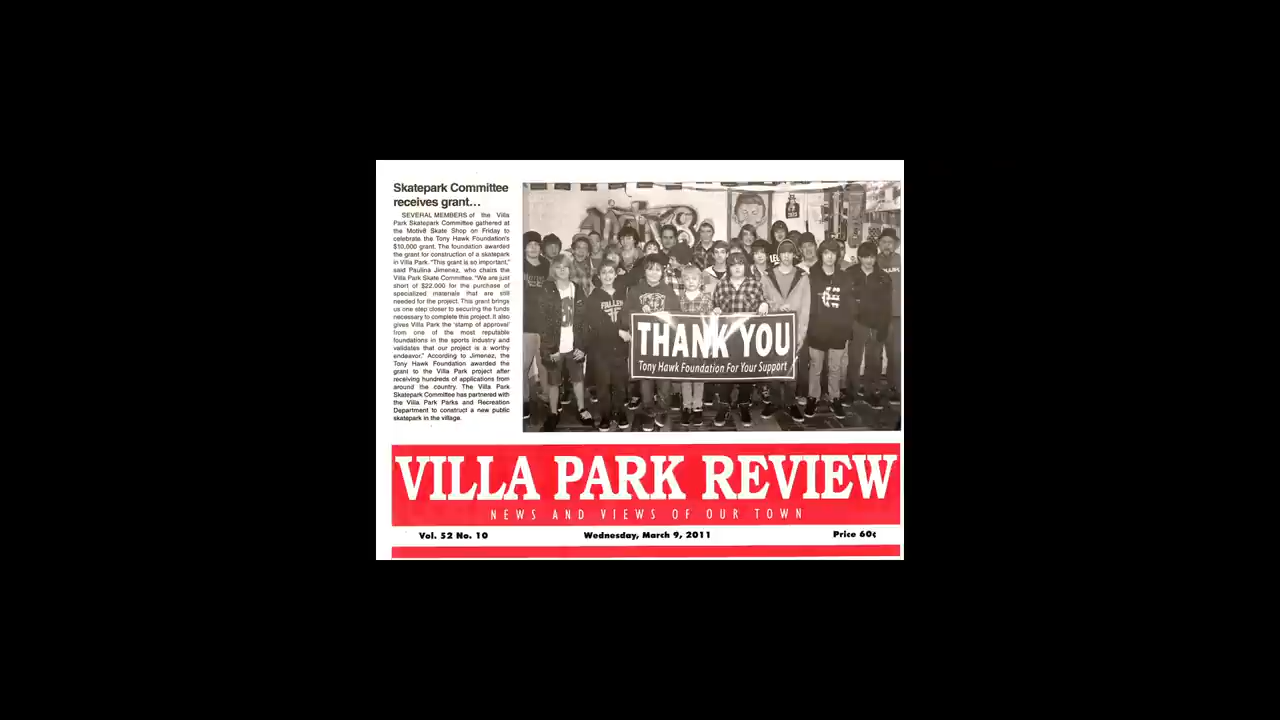 Skatepark Committee
receives grant...
SEVERAL MEMBERS of the Villa
Park Skatepark Committee gathered at
the Motiv8 Skate Shop on Friday to
celebrate the Tony Hawk Foundation's
$10,000 grant. The foundation awarded
the grant for construction of a skatepark
in Villa Park. "This grant is so important,"
said Paulina Jimenez, who chairs the
Villa Park Skate Committee. "We are just
short of $22,000 for the purchase of
specialized materials that are still
needed for the project. This grant brings
us one step closer to securing the funds
necessary to complete this project. It also
gives Villa Park the 'stamp of approval'
from one of the most reputable
foundations in the sports industry and
validates that our project is a worthy
endeavor." According to Jimenez, the
Tony Hawk Foundation awarded the
grant to the Villa Park project after
receiving hundreds of applications from
around the country. The Villa Park
Skatepark Committee has partnered with
the Villa Park Parks and Recreation
Department to construct a new public
skatepark in the village.
FALLEN
THANK YOU
Tony Hawk Foundation For Your Support
VILLA PARK REVIEW
NEWS AND VIEWS OF OUR TOWN
Vol. 52 No. 10 Wednesday, March 9, 2011 Price 60¢